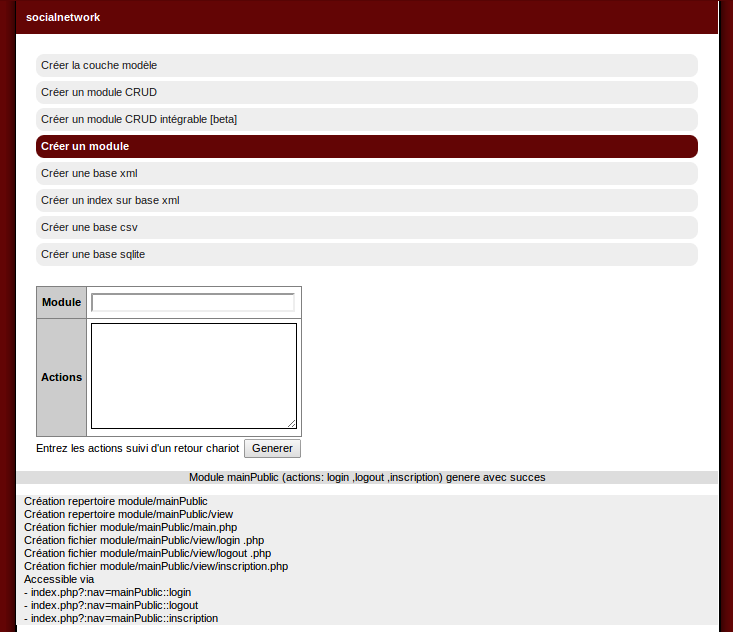 socialnetwork
Créer la couche modèle
Créer un module CRUD
Créer un module CRUD intégrable [beta]
Créer un module
Créer une base xml
Créer un index sur base xml
Créer une base csv
Créer une base sqlite
Module
Actions
Entrez les actions suivi d'un retour chariot Generer
Module mainPublic (actions: login ,logout ,inscription) genere avec succes
Création repertoire module/mainPublic
Création repertoire module/mainPublic/view
Création fichier module/mainPublic/main.php
Création fichier module/mainPublic/view/login .php
Création fichier module/mainPublic/view/logout .php
Création fichier module/mainPublic/view/inscription.php
Accessible via
- index.php?:nav=mainPublic::login
- index.php?:nav=mainPublic::logout
- index.php?:nav=mainPublic::inscription